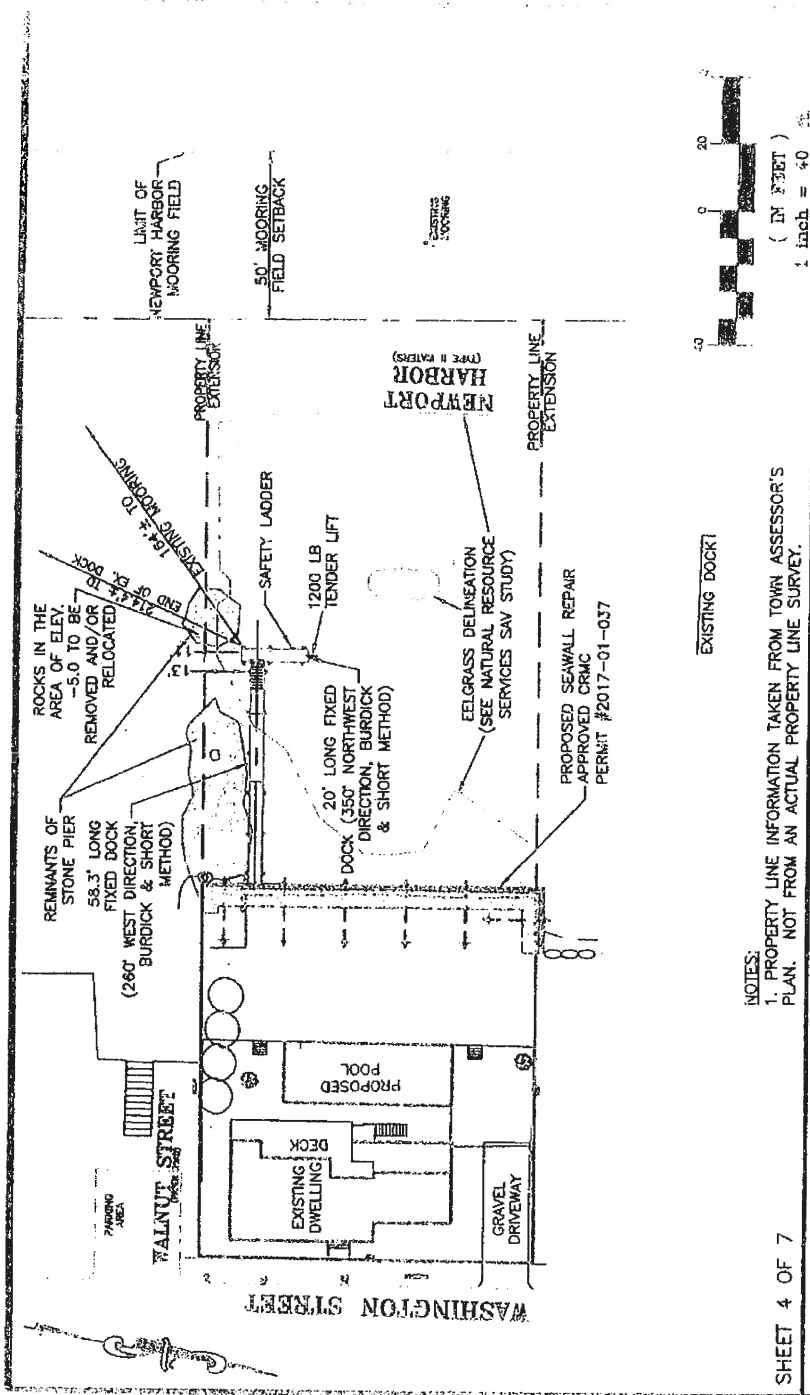 LIMIT OF
NEWPORT HARBOR
MOORING FIELD
50' MOORING
FIELD SETBACK
EXISTING
MOORING
ROCKS IN THE
AREA OF ELEV.
-5.0 TO BE
REMOVED AND/OR
RELOCATED
214.4'± TO
END OF EX. DOCK
164'± TO
EXISTING MOORING
PROPERTY LINE
EXTENSION
REMNANTS OF
STONE PIER
58.3' LONG
FIXED DOCK
(260° WEST DIRECTION,
BURDICK & SHORT
METHOD)
13'
SAFETY LADDER
1200 LB
TENDER LIFT
20' LONG FIXED
DOCK (350° NORTHWEST
DIRECTION, BURDICK
& SHORT METHOD)
NEWPORT
HARBOR
(TYPE II WATERS)
EELGRASS DELINEATION
(SEE NATURAL RESOURCE
SERVICES SAV STUDY)
PROPERTY LINE
EXTENSION
PROPOSED SEAWALL REPAIR
APPROVED CRMC
PERMIT #2017-01-037
PARKING
AREA
WALNUT STREET
PROPOSED
POOL
DECK
EXISTING
DWELLING
GRAVEL
DRIVEWAY
WASHINGTON STREET
EXISTING DOCK
NOTES:
1. PROPERTY LINE INFORMATION TAKEN FROM TOWN ASSESSOR'S
PLAN. NOT FROM AN ACTUAL PROPERTY LINE SURVEY.
40 0 20
( IN FEET )
1 inch = 40
SHEET 4 OF 7